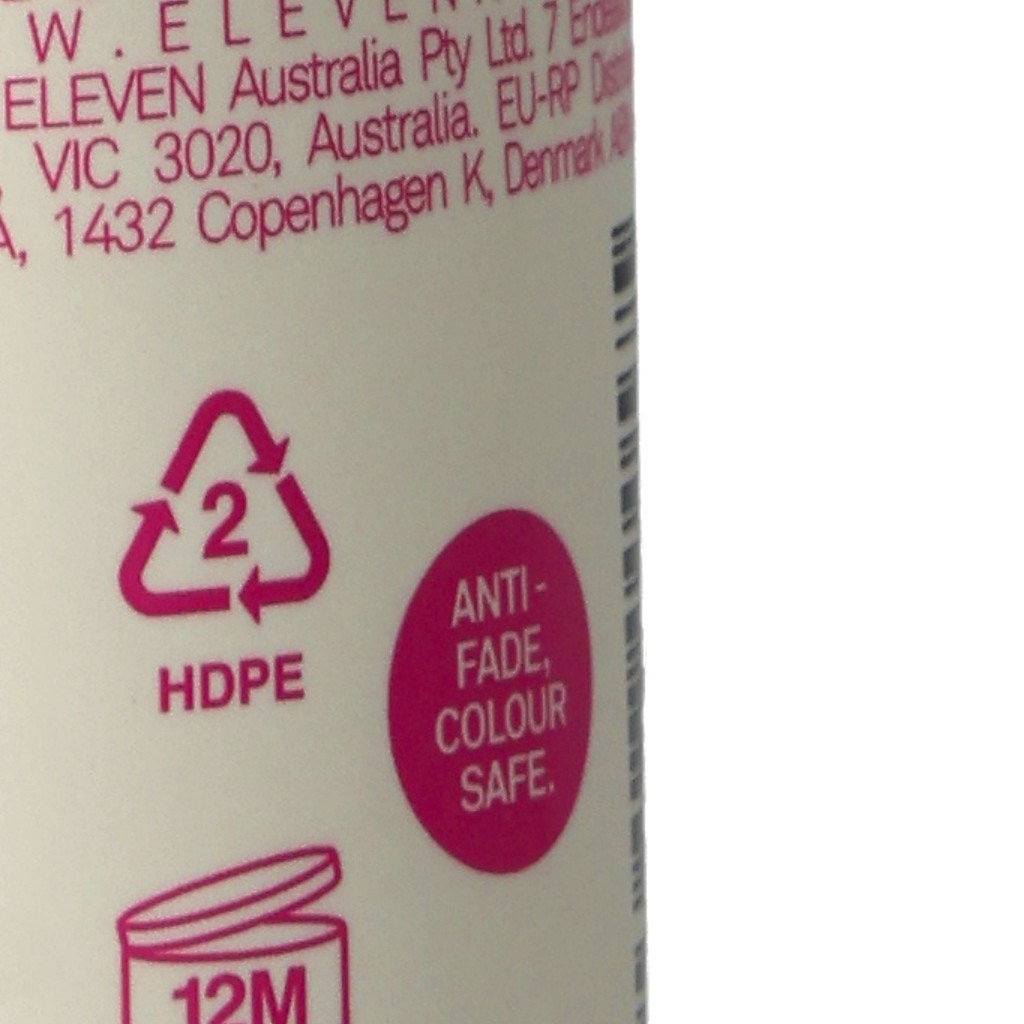 W.ELEVEN
ELEVEN Australia Pty Ltd. 7
VIC 3020, Australia. EU-RP
A, 1432 Copenhagen K, Denmark
2
HDPE
ANTI-
FADE,
COLOUR
SAFE.
12M